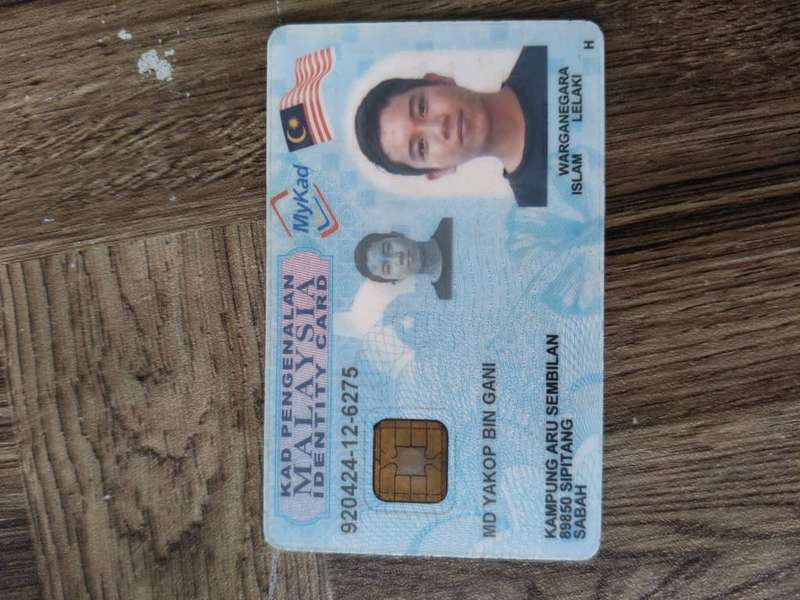 KAD PENGENALAN
MALAYSIA
IDENTITY CARD
MyKad
920424-12-6275
MD YAKOP BIN GANI
KAMPUNG ARU SEMBILAN
89850 SIPITANG
SABAH
WARGANEGARA
ISLAM LELAKI
H